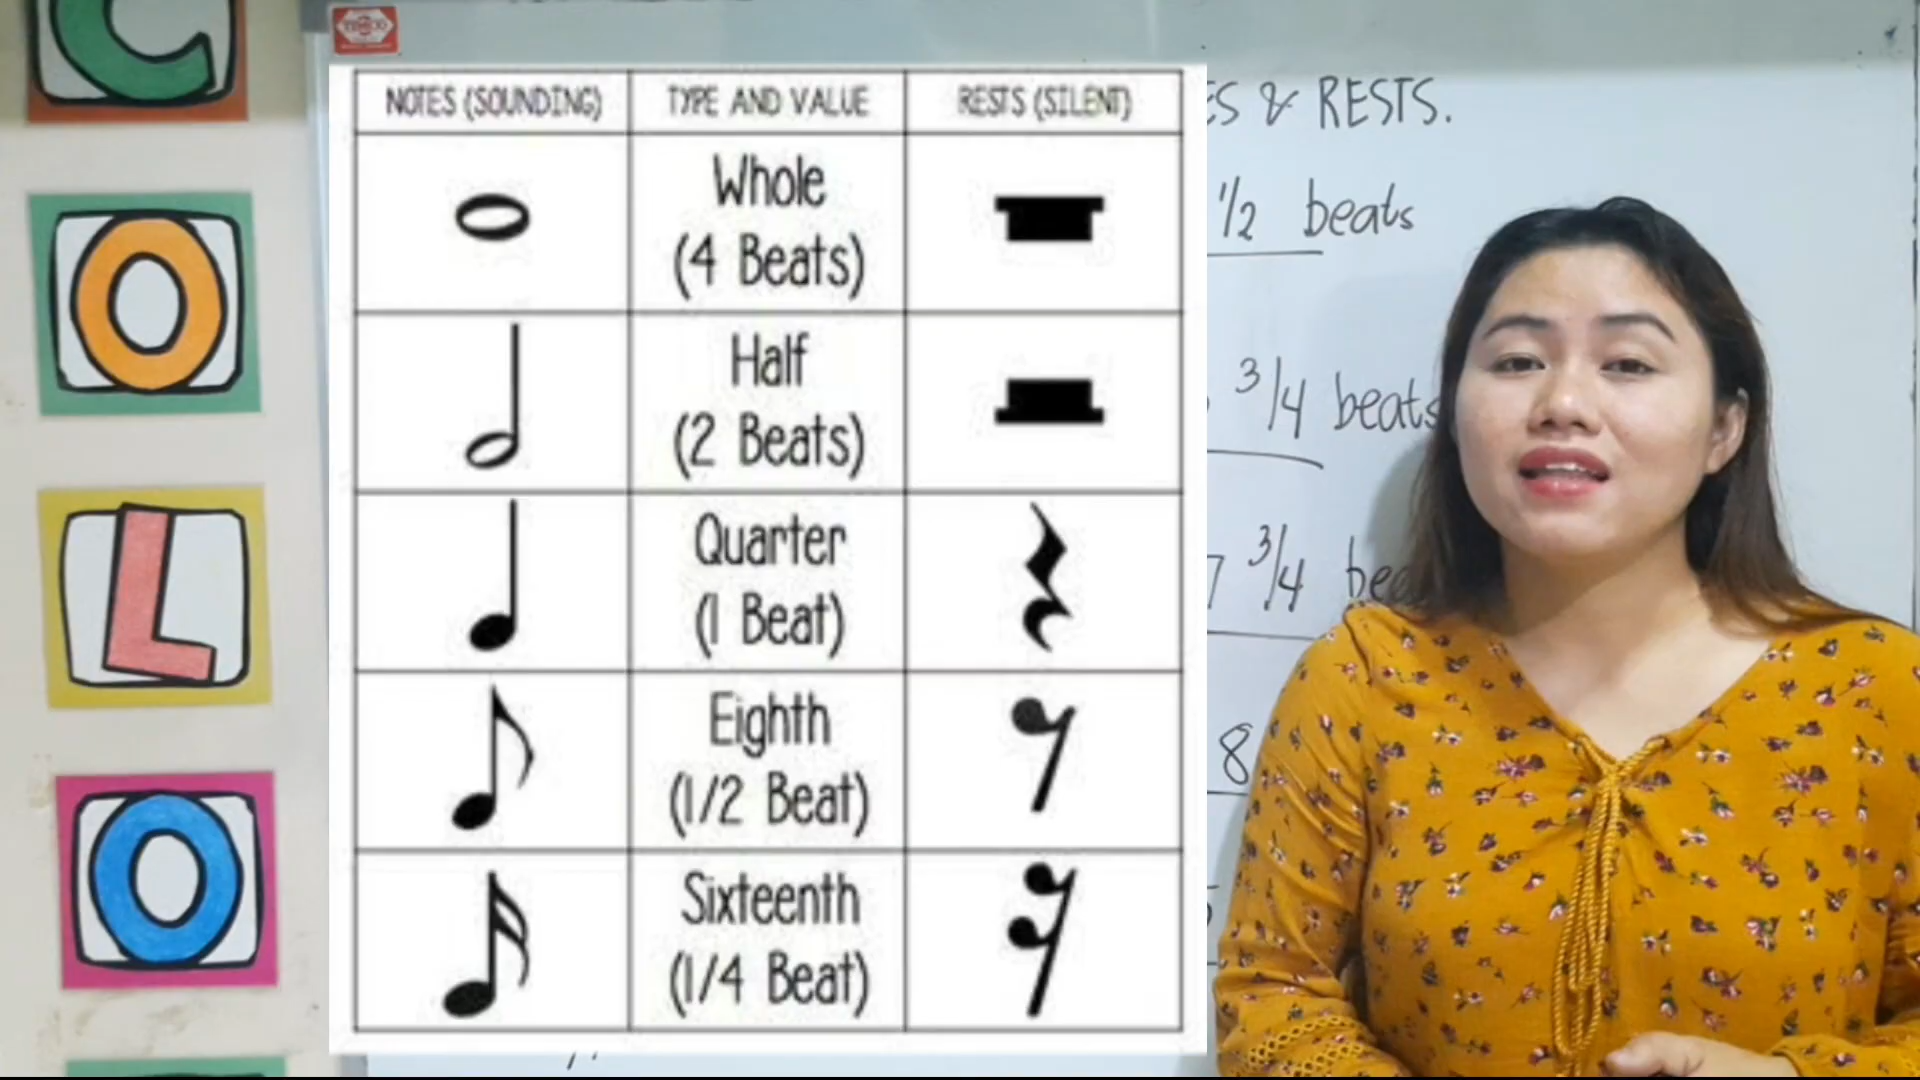 C
O
L
O
NOTES (SOUNDING) TYPE AND VALUE RESTS (SILENT)
Whole
(4 Beats)
Half
(2 Beats)
Quarter
(1 Beat)
Eighth
(1/2 Beat)
Sixteenth
(1/4 Beat)
& RESTS.
1/2 beats
3/4 beats
7 3/4
8